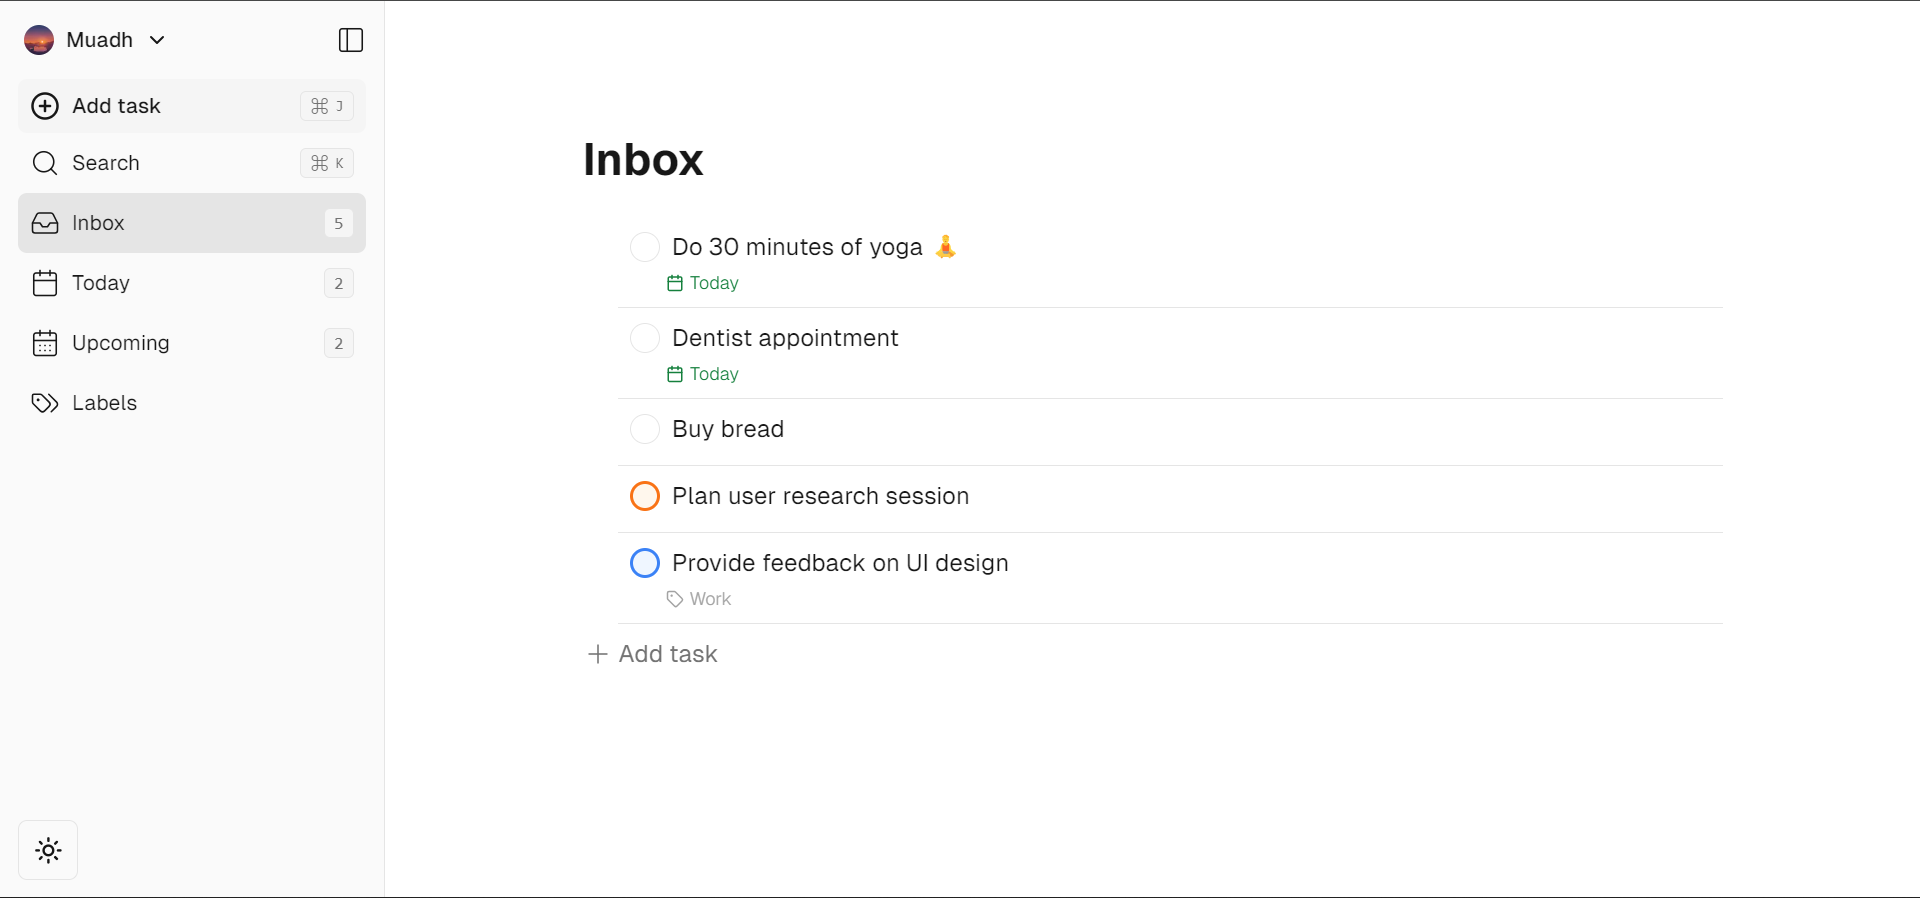 Muadh
Add task ⌘ J
Search ⌘ K
Inbox 5
Today 2
Upcoming 2
Labels
Inbox
Do 30 minutes of yoga 🧘
Today
Dentist appointment
Today
Buy bread
Plan user research session
Provide feedback on UI design
Work
Add task